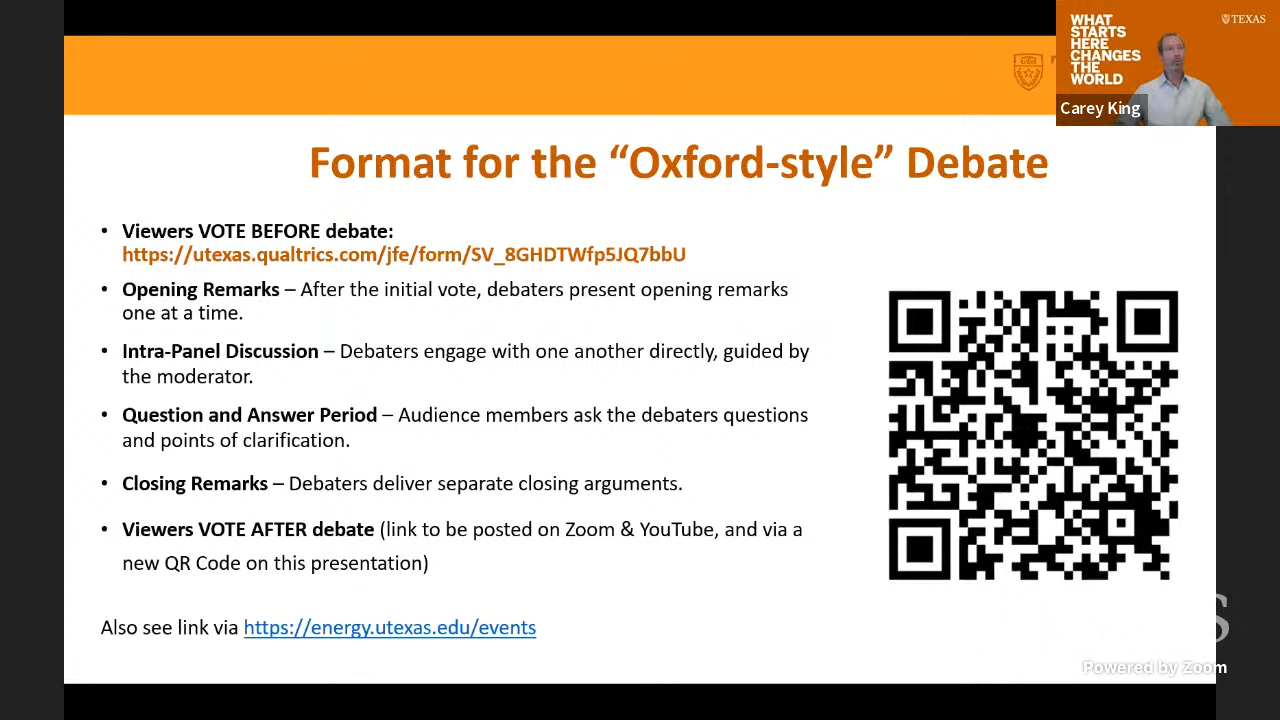 WHAT
STARTS
HERE
CHANGES
THE
WORLD
TEXAS
Carey King
Format for the “Oxford-style” Debate
• Viewers VOTE BEFORE debate:
https://utexas.qualtrics.com/jfe/form/SV_8GHDTWfp5JQ7bbU
• Opening Remarks – After the initial vote, debaters present opening remarks
one at a time.
• Intra-Panel Discussion – Debaters engage with one another directly, guided by
the moderator.
• Question and Answer Period – Audience members ask the debaters questions
and points of clarification.
• Closing Remarks – Debaters deliver separate closing arguments.
• Viewers VOTE AFTER debate (link to be posted on Zoom & YouTube, and via a
new QR Code on this presentation)
Also see link via https://energy.utexas.edu/events
S
Powered by Zoom